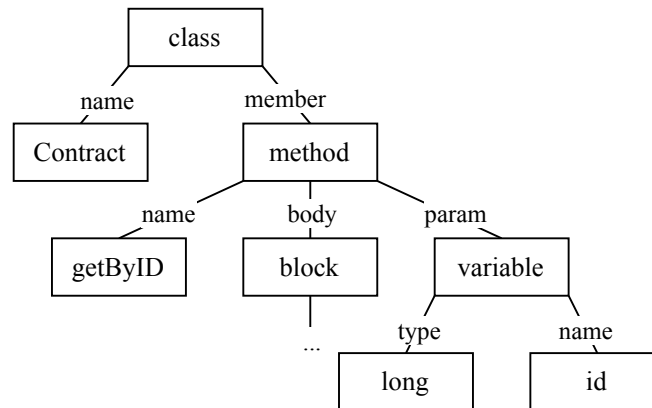 class
name member
Contract method
name body param
getByID block variable
... type name
long id